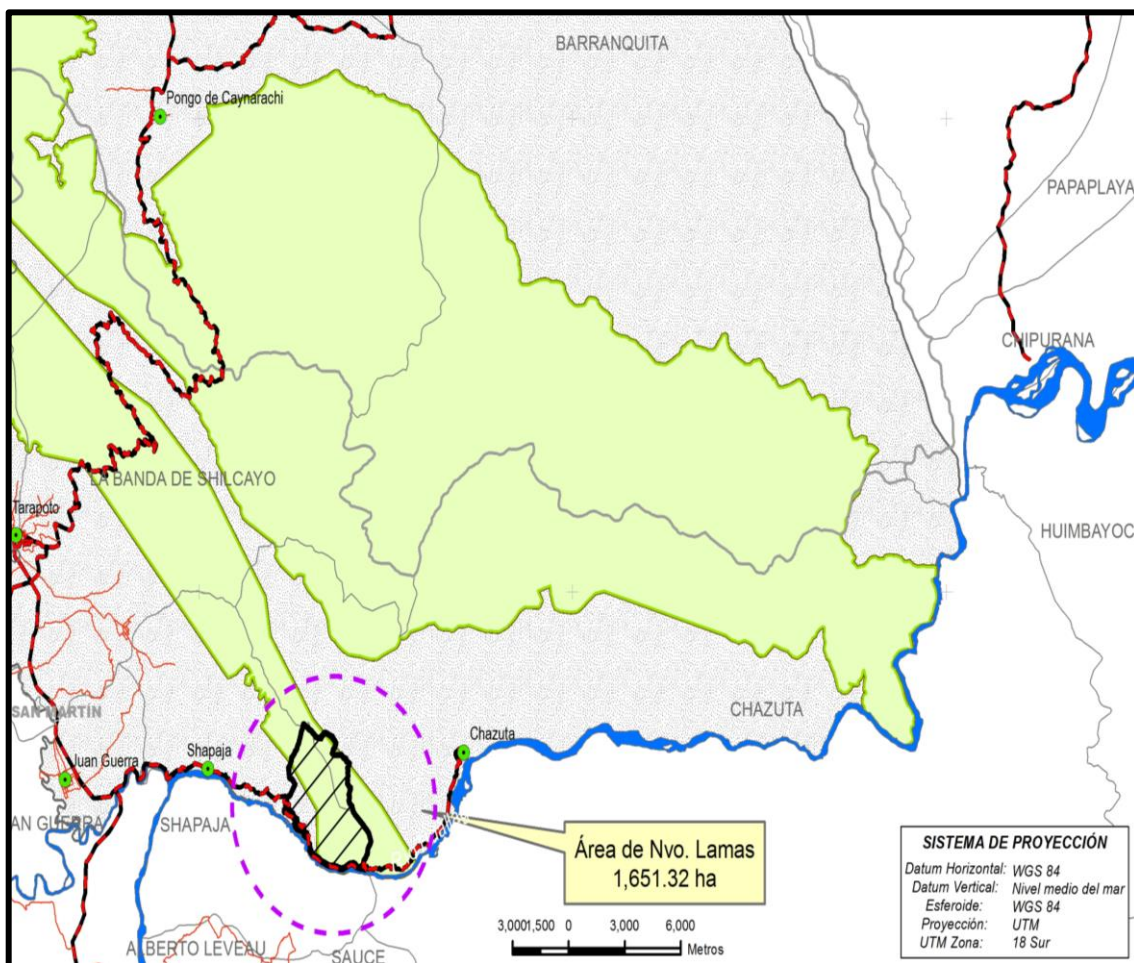 BARRANQUITA
Pongo de Caynarachi
PAPAPLAYA
CHIPURANA
LA BANDA DE SHILCAYO
Tarapoto
HUIMBAYOC
CHAZUTA
SAN MARTÍN
Chazuta
Shapaja
Juan Guerra
AN GUERRA
SHAPAJA
Área de Nvo. Lamas
1,651.32 ha
SISTEMA DE PROYECCIÓN
Datum Horizontal: WGS 84
Datum Vertical: Nivel medio del mar
Esferoide: WGS 84
Proyección: UTM
UTM Zona: 18 Sur
3,0001,500 0 3,000 6,000
Metros
ALBERTO LEVEAU
SAUCE